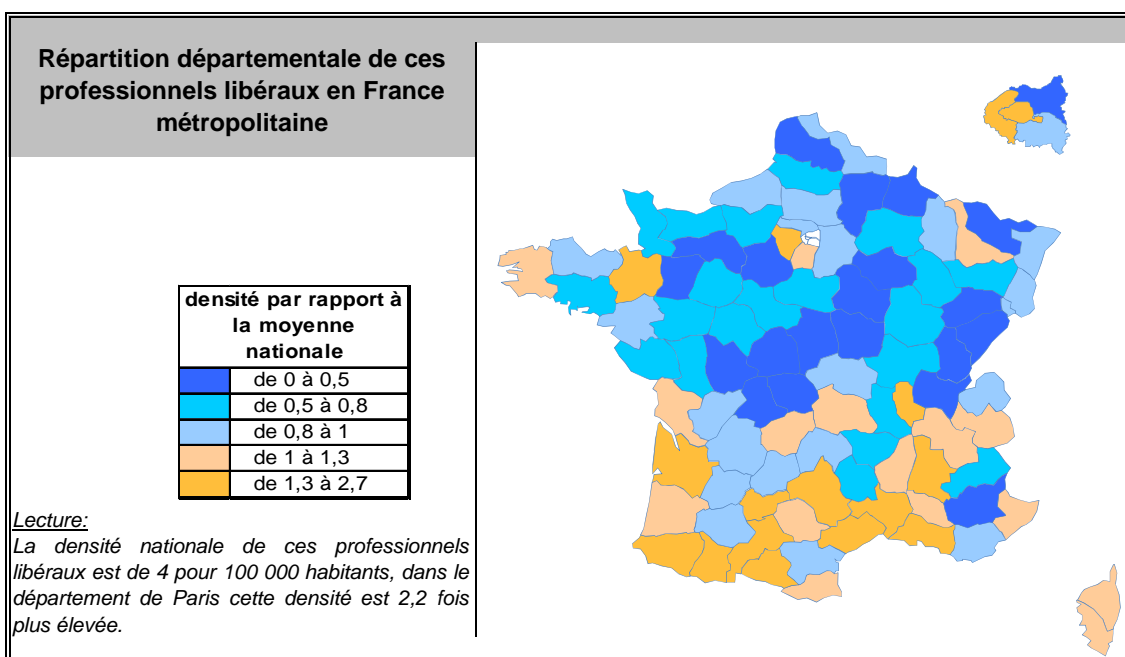 Répartition départementale de ces
professionnels libéraux en France
métropolitaine
densité par rapport à
la moyenne
nationale
de 0 à 0,5
de 0,5 à 0,8
de 0,8 à 1
de 1 à 1,3
de 1,3 à 2,7
Lecture:
La densité nationale de ces professionnels
libéraux est de 4 pour 100 000 habitants, dans le
département de Paris cette densité est 2,2 fois
plus élevée.